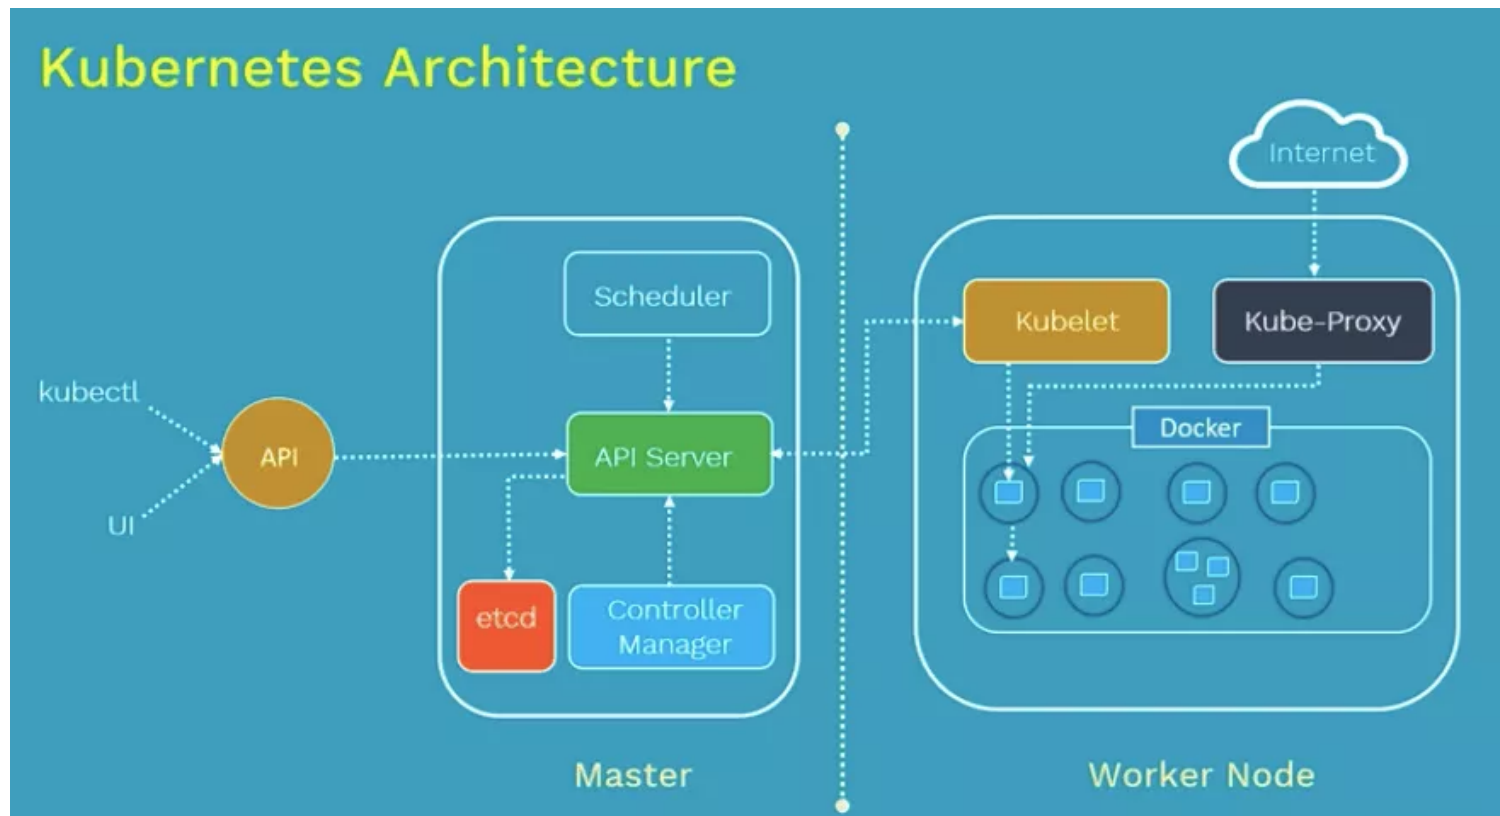 Kubernetes Architecture
Internet
Scheduler
Kubelet
Kube-Proxy
kubectl
API
API Server
Docker
UI
etcd
Controller
Manager
Master
Worker Node